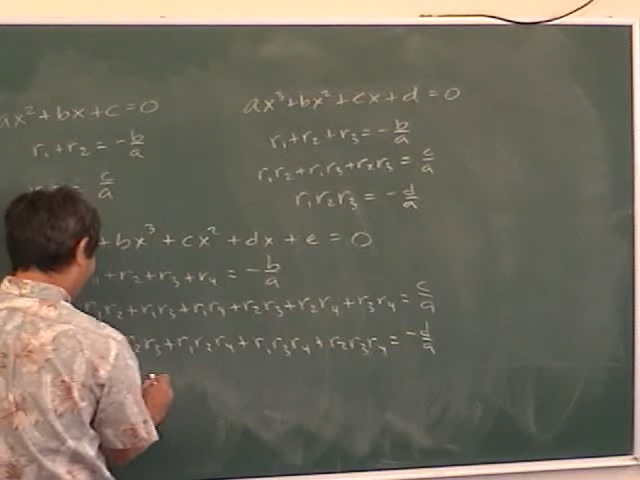 ax² + bx + c = 0
r₁ + r₂ = -b/a
= c/a
ax³ + bx² + cx + d = 0
r₁ + r₂ + r₃ = -b/a
r₁r₂ + r₁r₃ + r₂r₃ = c/a
r₁r₂r₃ = -d/a
+ bx³ + cx² + dx + e = 0
+ r₂ + r₃ + r₄ = -b/a
r₁r₂ + r₁r₃ + r₁r₄ + r₂r₃ + r₂r₄ + r₃r₄ = c/a
r₂r₃ + r₁r₂r₄ + r₁r₃r₄ + r₂r₃r₄ = -d/a